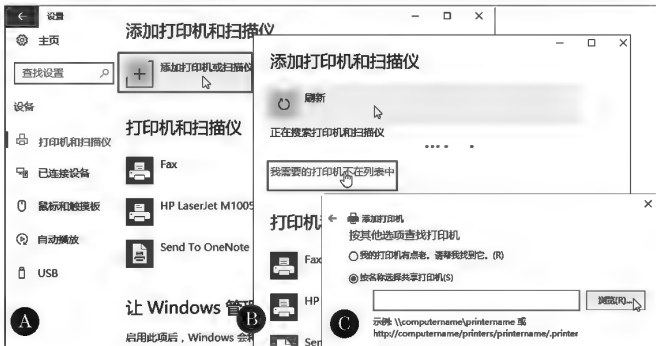 设置
主页
查找设置
设备
打印机和扫描仪
已连接设备
鼠标和触摸板
自动播放
USB
A
添加打印机和扫描仪
添加打印机或扫描仪
打印机和扫描仪
Fax
HP LaserJet M1005
Send To OneNote
让 Windows 管
启用此项后，Windows 会
添加打印机和扫描仪
刷新
正在搜索打印机和扫描仪
我需要的打印机不在列表中
打印机
Fax
HP
Sen
B
添加打印机
按其他选项查找打印机
我的打印机有点老。请帮我找到它。(R)
按名称选择共享打印机(S)
浏览(R)...
示例: \\computername\printername 或
http://computername/printers/printername/.printer
C